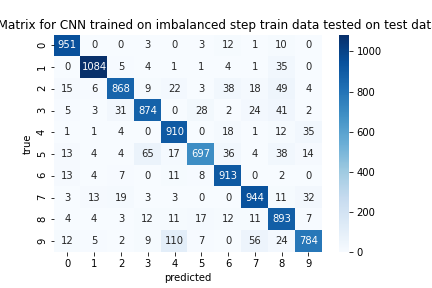 Matrix for CNN trained on imbalanced step train data tested on test dat
0 951 0 0 3 0 3 12 1 10 0
1 0 1084 5 4 1 1 4 1 35 0
2 15 6 868 9 22 3 38 18 49 4
3 5 3 31 874 0 28 2 24 41 2
4 1 1 4 0 910 0 18 1 12 35
5 13 4 4 65 17 697 36 4 38 14
6 13 4 7 0 11 8 913 0 2 0
7 3 13 19 3 3 0 0 944 11 32
8 4 4 3 12 11 17 12 11 893 7
9 12 5 2 9 110 7 0 56 24 784
0 1 2 3 4 5 6 7 8 9
predicted
true
1000
800
600
400
200
0